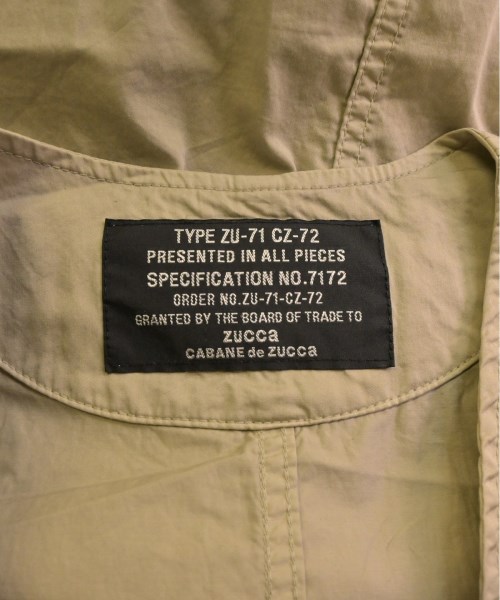 TYPE ZU-71 CZ-72
PRESENTED IN ALL PIECES
SPECIFICATION NO.7172
ORDER NO.ZU-71-CZ-72
GRANTED BY THE BOARD OF TRADE TO
zucca
CABANE de zucca